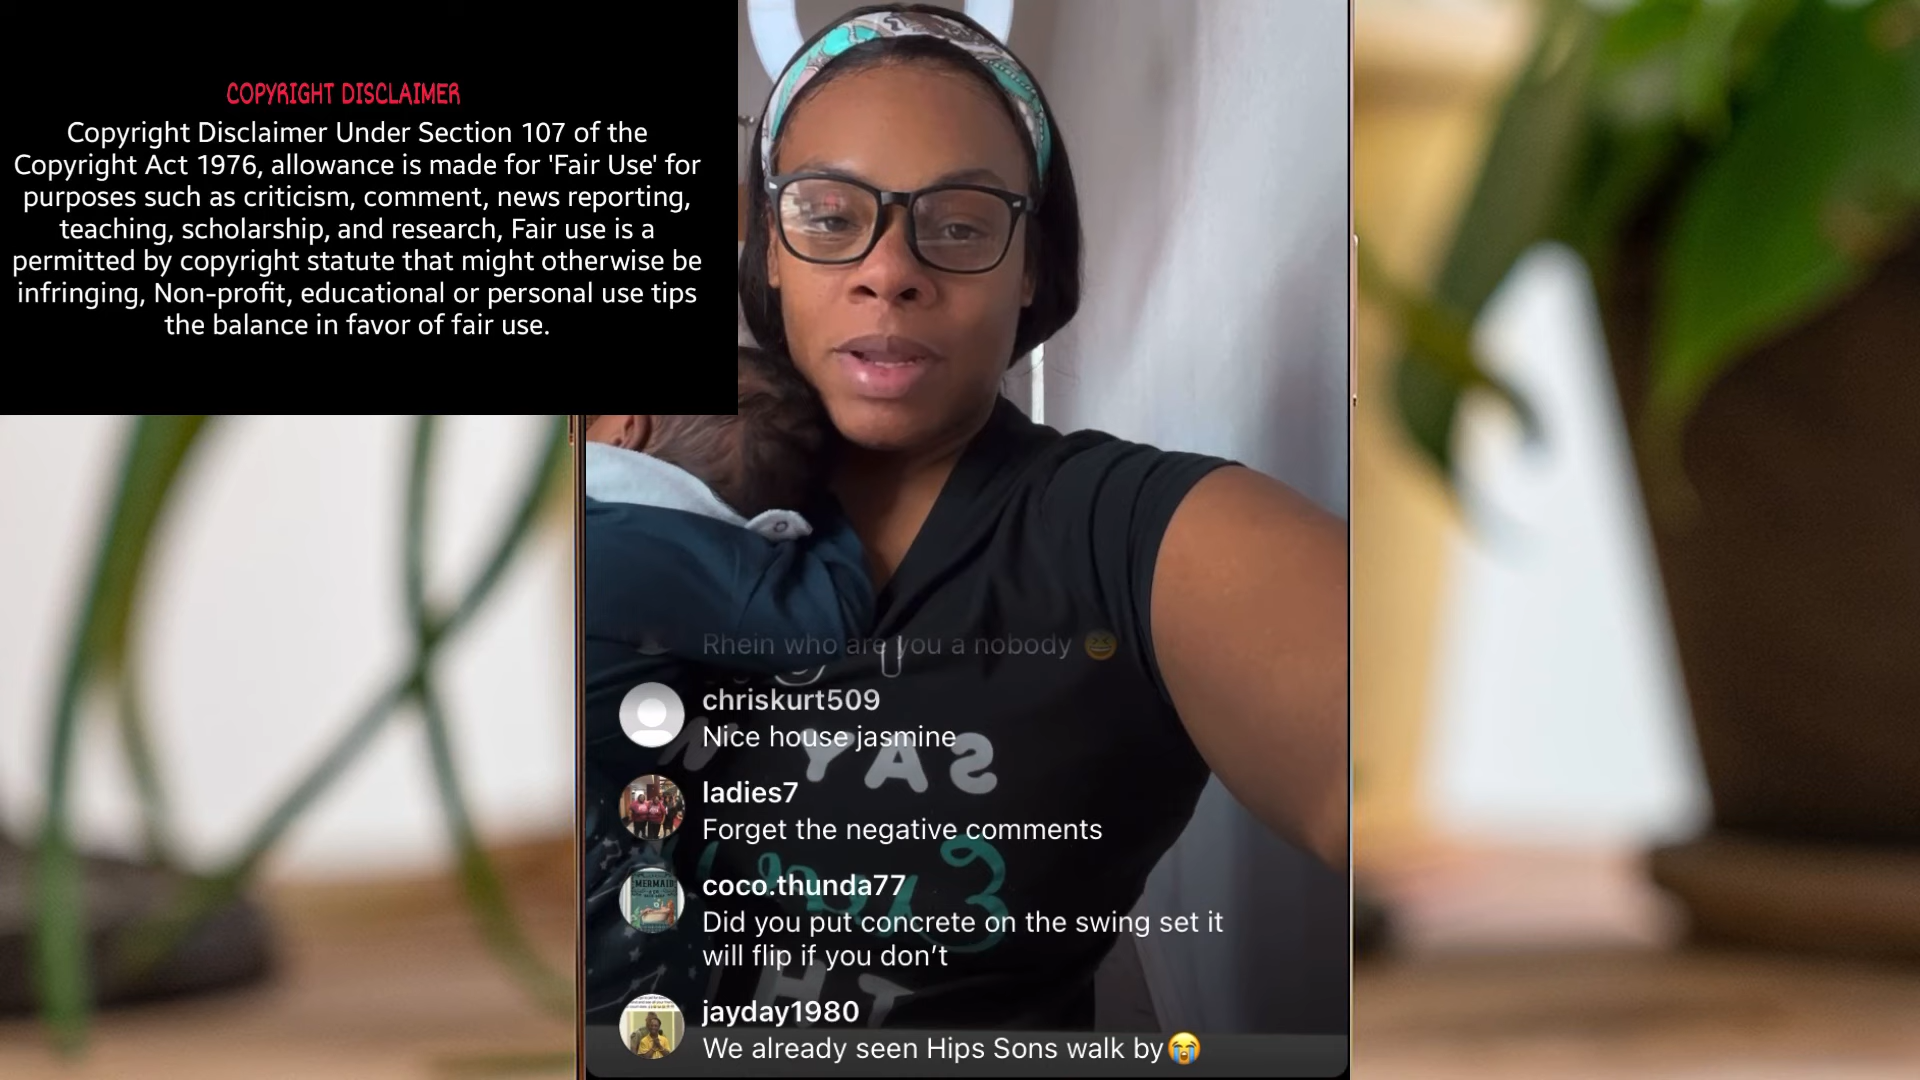 COPYRIGHT DISCLAIMER
Copyright Disclaimer Under Section 107 of the
Copyright Act 1976, allowance is made for 'Fair Use' for
purposes such as criticism, comment, news reporting,
teaching, scholarship, and research, Fair use is a
permitted by copyright statute that might otherwise be
infringing, Non-profit, educational or personal use tips
the balance in favor of fair use.
Rhein who are you a nobody 😆
chriskurt509
Nice house jasmine
SAY
ladies7
Forget the negative comments
MERMAID
coco.thunda77
Did you put concrete on the swing set it
will flip if you don’t
jayday1980
We already seen Hips Sons walk by😭